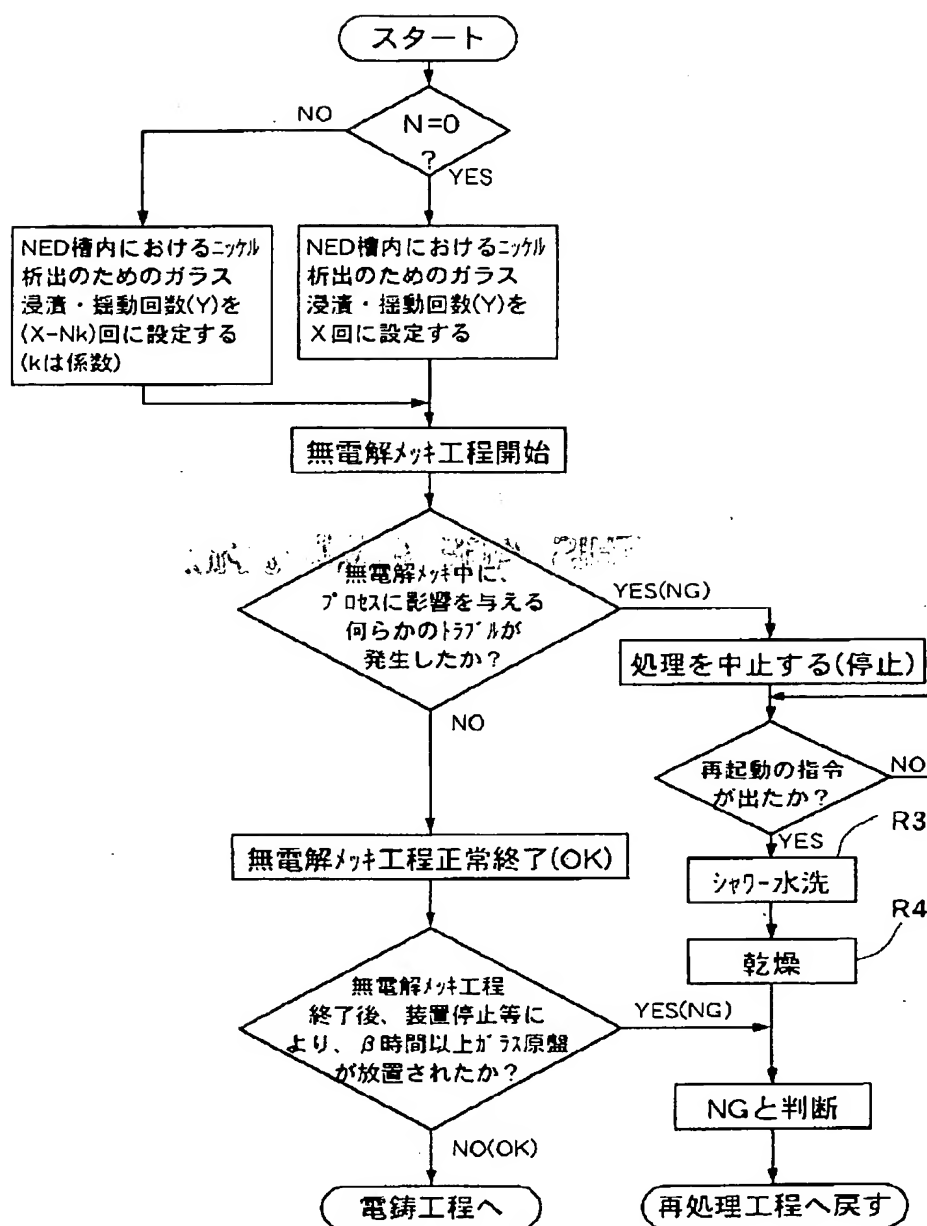 スタート
N=0
?
NO
YES
NED槽内におけるニッケル
析出のためのガラス
浸漬・揺動回数(Y)を
(X-Nk)回に設定する
(kは係数)
NED槽内におけるニッケル
析出のためのガラス
浸漬・揺動回数(Y)を
X回に設定する
無電解メッキ工程開始
無電解メッキ中に、
プロセスに影響を与える
何らかのトラブルが
発生したか?
YES(NG)
処理を中止する(停止)
NO
再起動の指令
が出たか?
NO
YES
R3
シャワー水洗
無電解メッキ工程正常終了(OK)
R4
乾燥
無電解メッキ工程
終了後、装置停止等に
より、β時間以上ガラス原盤
が放置されたか?
YES(NG)
NGと判断
NO(OK)
電鋳工程へ
再処理工程へ戻す